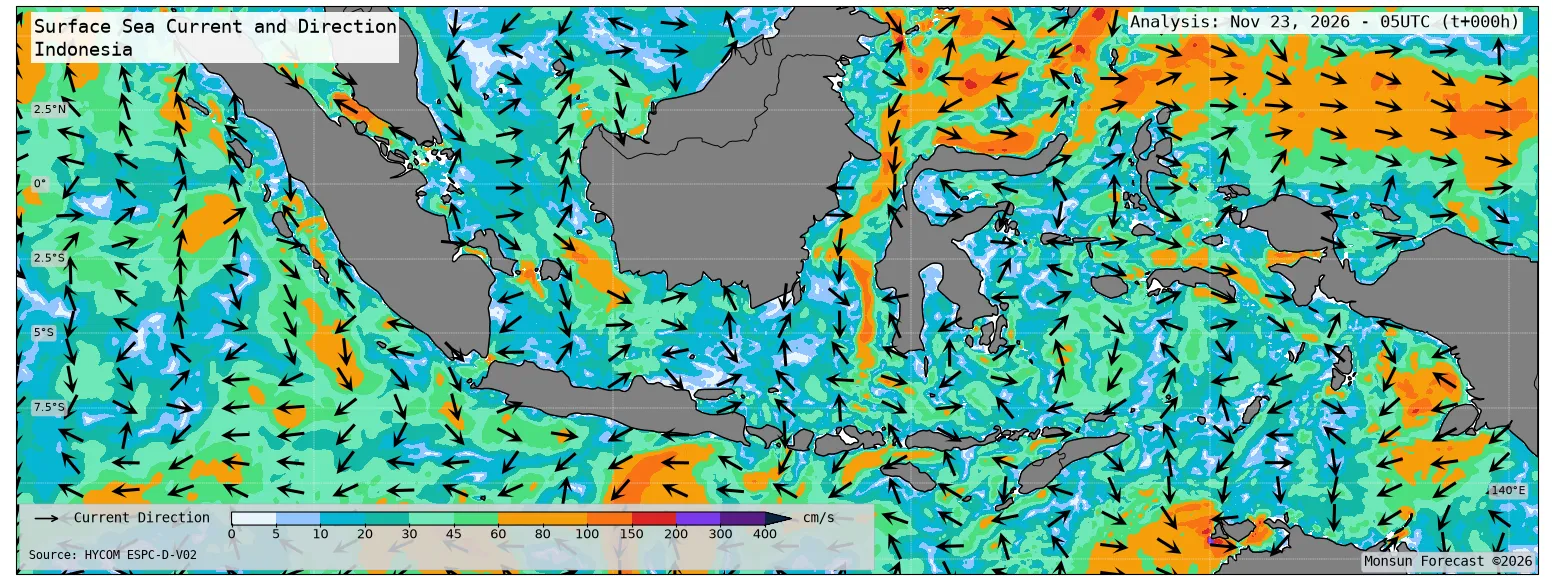 Surface Sea Current and Direction
Indonesia
Analysis: Nov 23, 2026 - 05UTC (t+000h)
2.5°N
0°
2.5°S
5°S
7.5°S
140°E
Current Direction
0 5 10 20 30 45 60 80 100 150 200 300 400 cm/s
Source: HYCOM ESPC-D-V02
Monsun Forecast ©2026